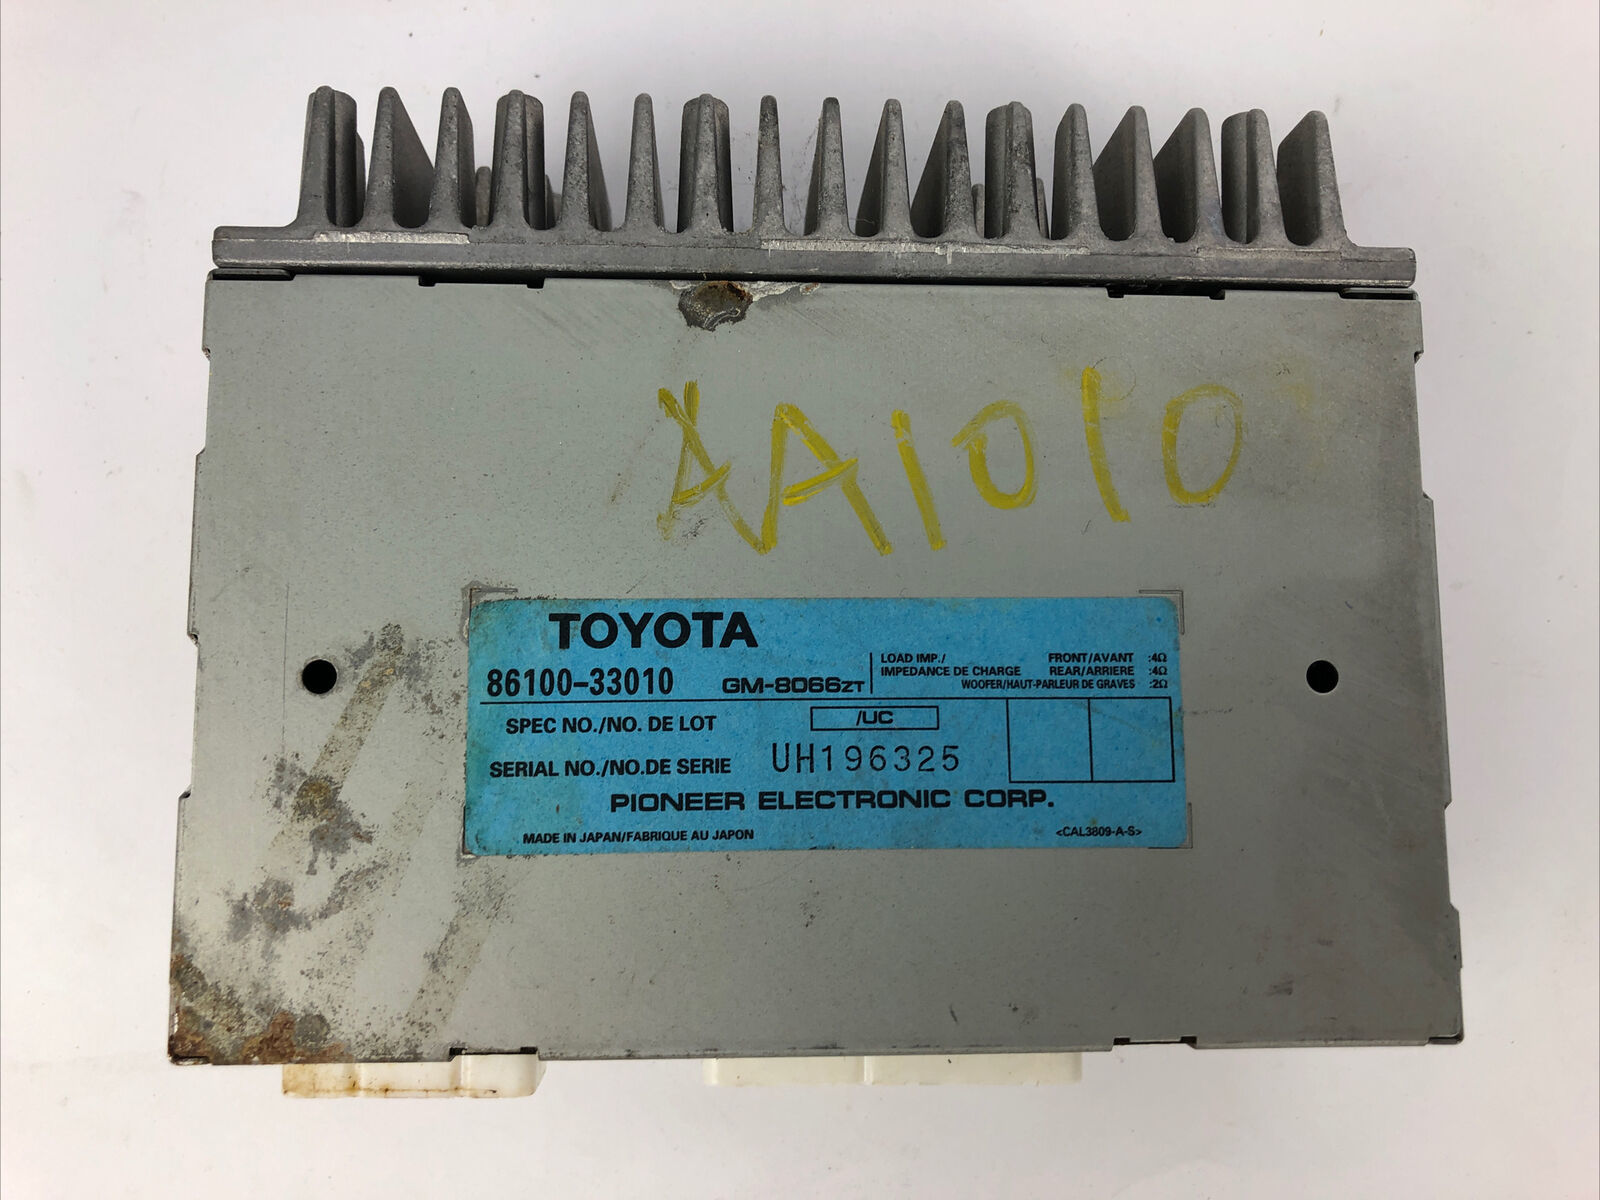 AA1010
TOYOTA
86100-33010 GM-8066ZT
LOAD IMP./ FRONT/AVANT :4Ω
IMPEDANCE DE CHARGE REAR/ARRIERE :4Ω
WOOFER/HAUT-PARLEUR DE GRAVES :2Ω
SPEC NO./NO. DE LOT /UC
SERIAL NO./NO.DE SERIE UH196325
PIONEER ELECTRONIC CORP.
MADE IN JAPAN/FABRIQUE AU JAPON <CAL3809-A-S>